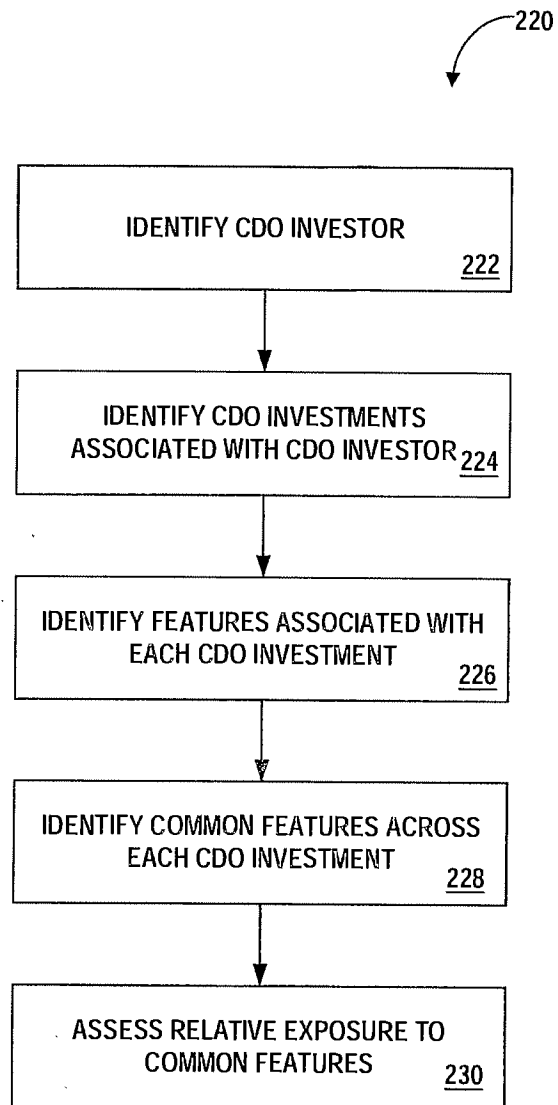 220
IDENTIFY CDO INVESTOR
222
IDENTIFY CDO INVESTMENTS
ASSOCIATED WITH CDO INVESTOR 224
IDENTIFY FEATURES ASSOCIATED WITH
EACH CDO INVESTMENT
226
IDENTIFY COMMON FEATURES ACROSS
EACH CDO INVESTMENT
228
ASSESS RELATIVE EXPOSURE TO
COMMON FEATURES
230